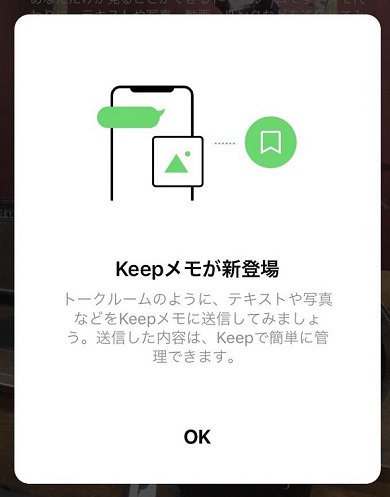 Keepメモが新登場
トークルームのように、テキストや写真
などをKeepメモに送信してみましょ
う。送信した内容は、Keepで簡単に管
理できます。
OK